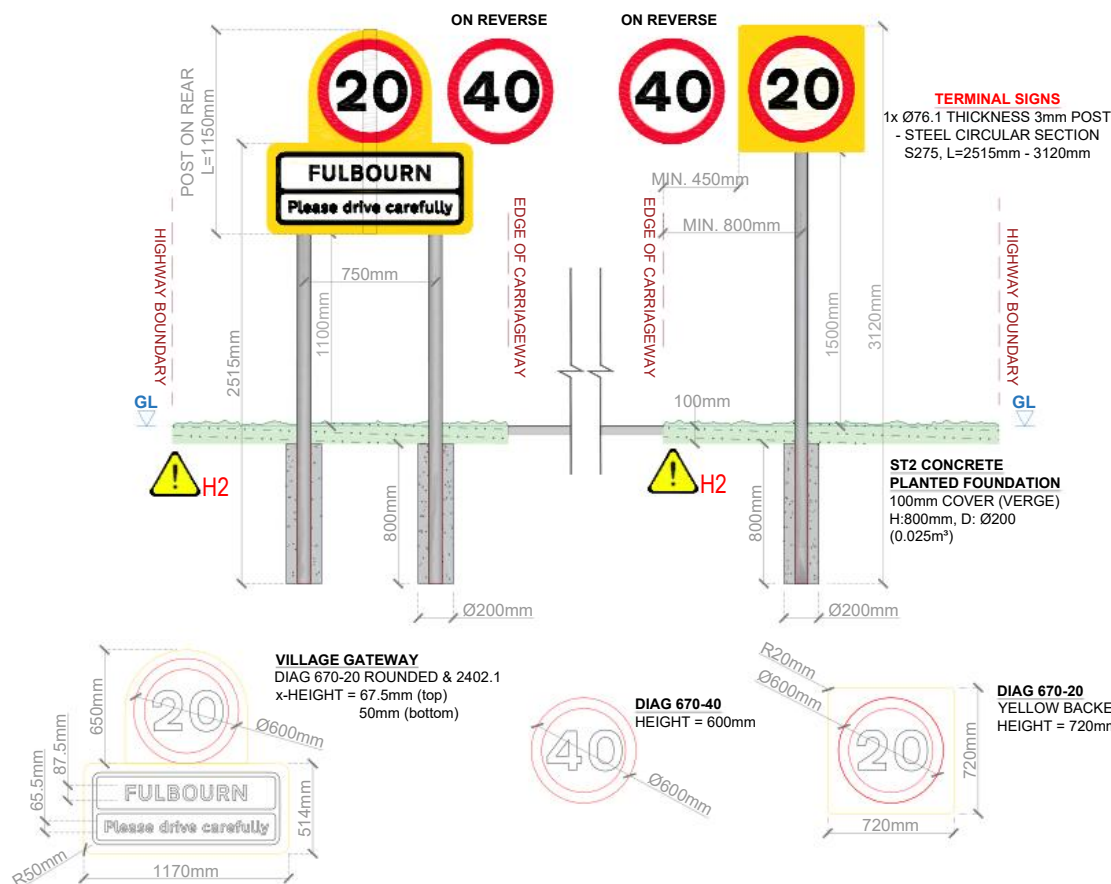 ON REVERSE
ON REVERSE
20
40
40
20
FULBOURN
Please drive carefully
POST ON REAR
L=1150mm
TERMINAL SIGNS
1x Ø76.1 THICKNESS 3mm POST
- STEEL CIRCULAR SECTION
S275, L=2515mm - 3120mm
MIN. 450mm
MIN. 800mm
HIGHWAY BOUNDARY
EDGE OF CARRIAGEWAY
EDGE OF CARRIAGEWAY
HIGHWAY BOUNDARY
750mm
1100mm
2515mm
1500mm
3120mm
GL
100mm
GL
H2
H2
800mm
800mm
ST2 CONCRETE
PLANTED FOUNDATION
100mm COVER (VERGE)
H:800mm, D: Ø200
(0.025m³)
Ø200mm
Ø200mm
VILLAGE GATEWAY
DIAG 670-20 ROUNDED & 2402.1
x-HEIGHT = 67.5mm (top)
50mm (bottom)
650mm
20
Ø600mm
87.5mm
65.5mm
FULBOURN
Please drive carefully
514mm
R50mm
1170mm
DIAG 670-40
HEIGHT = 600mm
40
Ø600mm
R20mm
Ø600mm
20
720mm
720mm
DIAG 670-20
YELLOW BACKE
HEIGHT = 720m